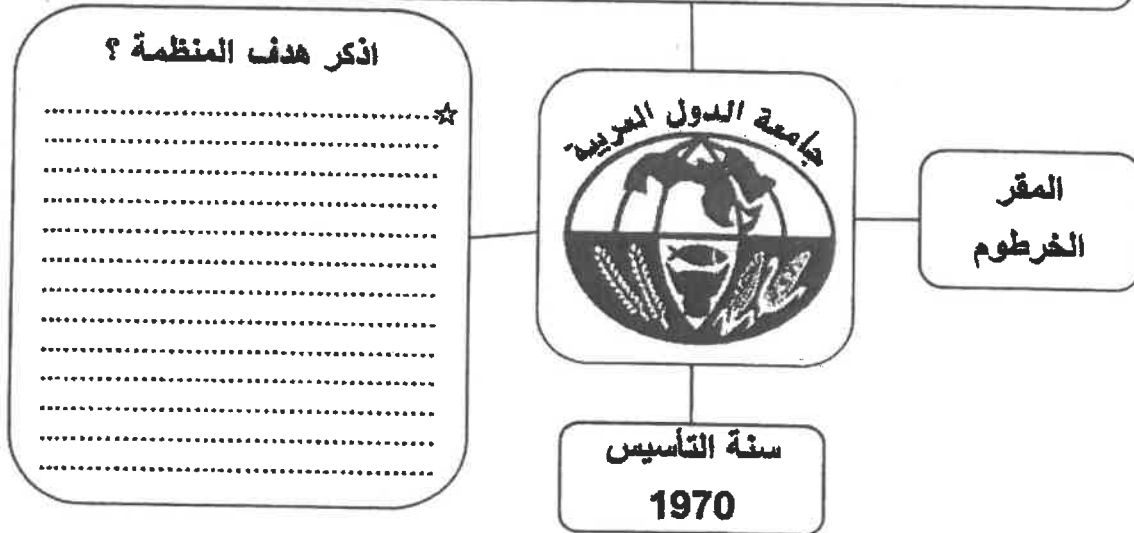 اذكر هدف المنظمة ؟
جامعة الدول العربية
المقر
الخرطوم
سنة التأسيس
1970